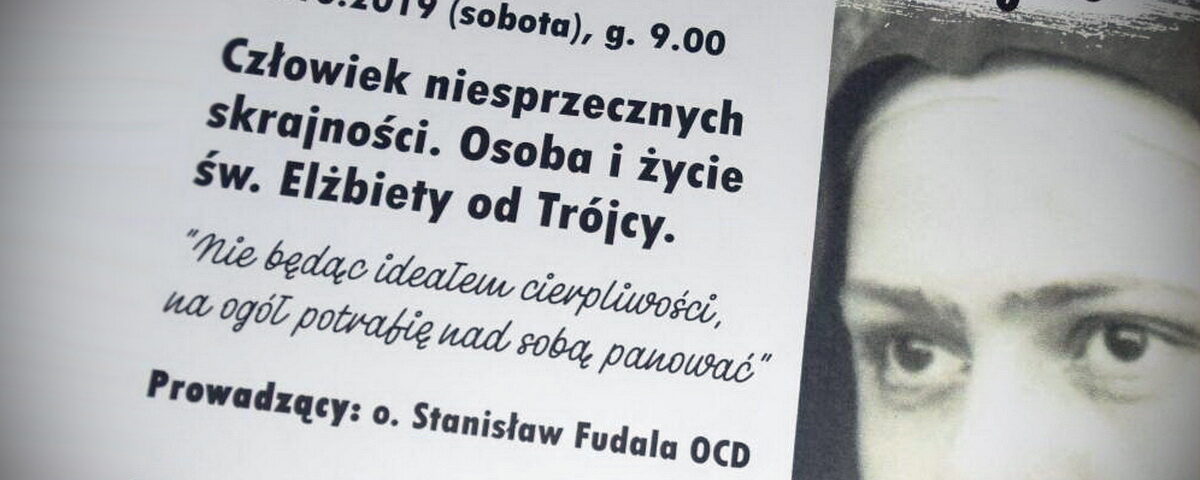 .2019 (sobota), g. 9.00
Człowiek niesprzecznych
skrajności. Osoba i życie
św. Elżbiety od Trójcy.
"Nie będąc ideałem cierpliwości,
na ogół potrafię nad sobą panować"
Prowadzący: o. Stanisław Fudala OCD